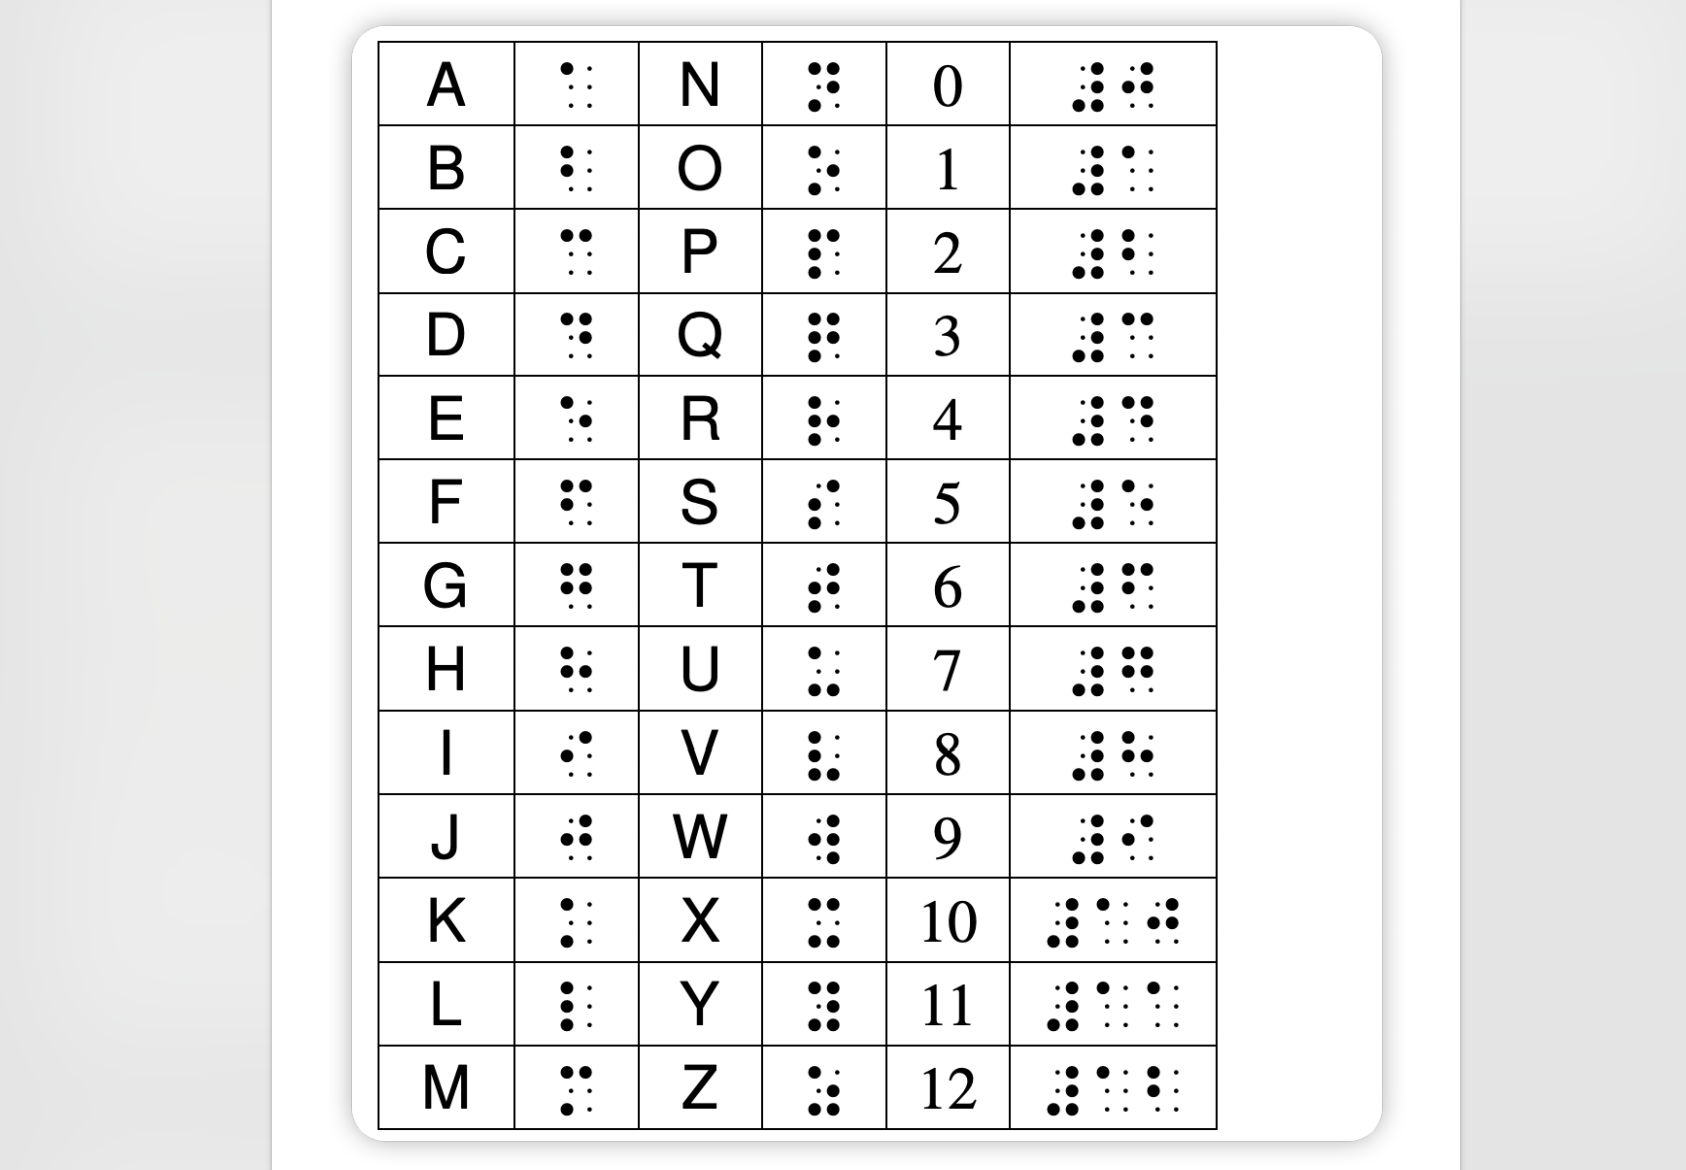 A ⠁ N ⠝ 0 ⠼⠚
B ⠃ O ⠕ 1 ⠼⠁
C ⠉ P ⠏ 2 ⠼⠃
D ⠙ Q ⠟ 3 ⠼⠉
E ⠑ R ⠗ 4 ⠼⠙
F ⠋ S ⠎ 5 ⠼⠑
G ⠛ T ⠞ 6 ⠼⠋
H ⠓ U ⠥ 7 ⠼⠛
I ⠊ V ⠧ 8 ⠼⠓
J ⠚ W ⠺ 9 ⠼⠊
K ⠅ X ⠭ 10 ⠼⠁⠚
L ⠇ Y ⠽ 11 ⠼⠁⠁
M ⠍ Z ⠵ 12 ⠼⠁⠃